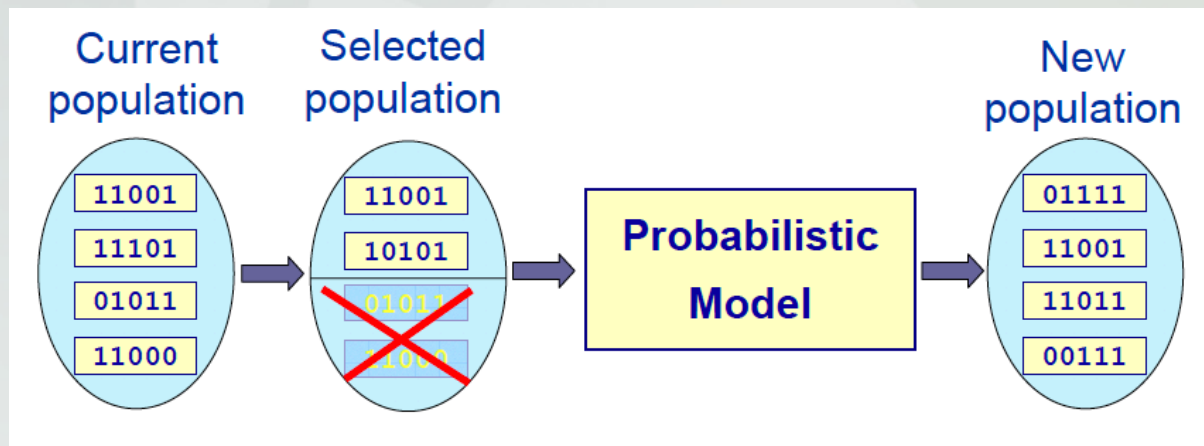 Current
population
Selected
population
New
population
11001
11101
01011
11000
11001
10101
01011
11000
Probabilistic
Model
01111
11001
11011
00111